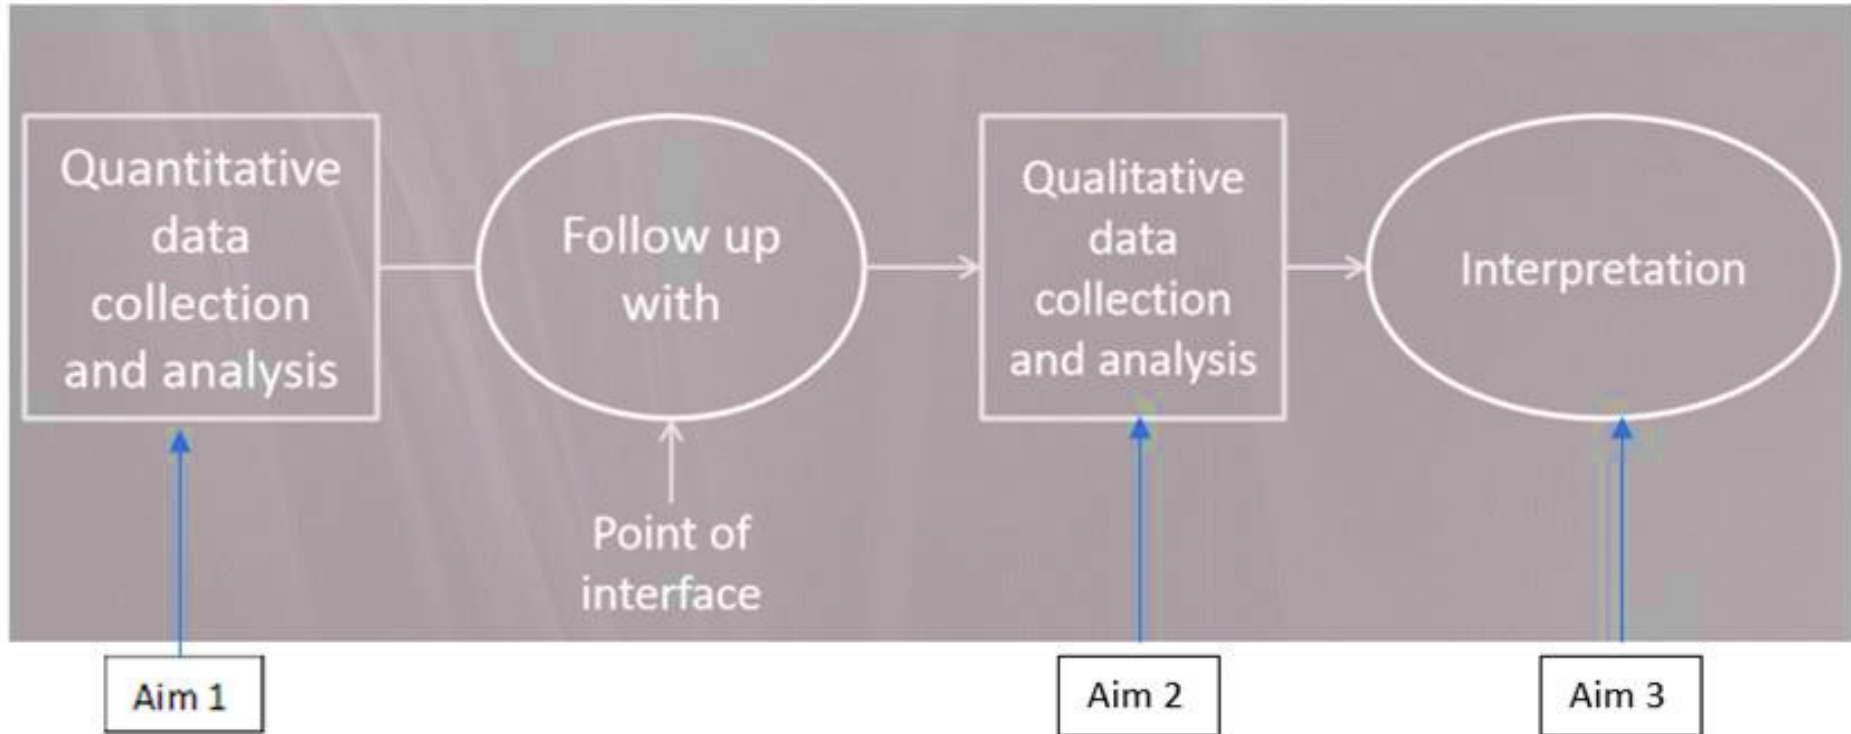 Quantitative
data
collection
and analysis
Follow up
with
Qualitative
data
collection
and analysis
Interpretation
Point of
interface
Aim 1
Aim 2
Aim 3